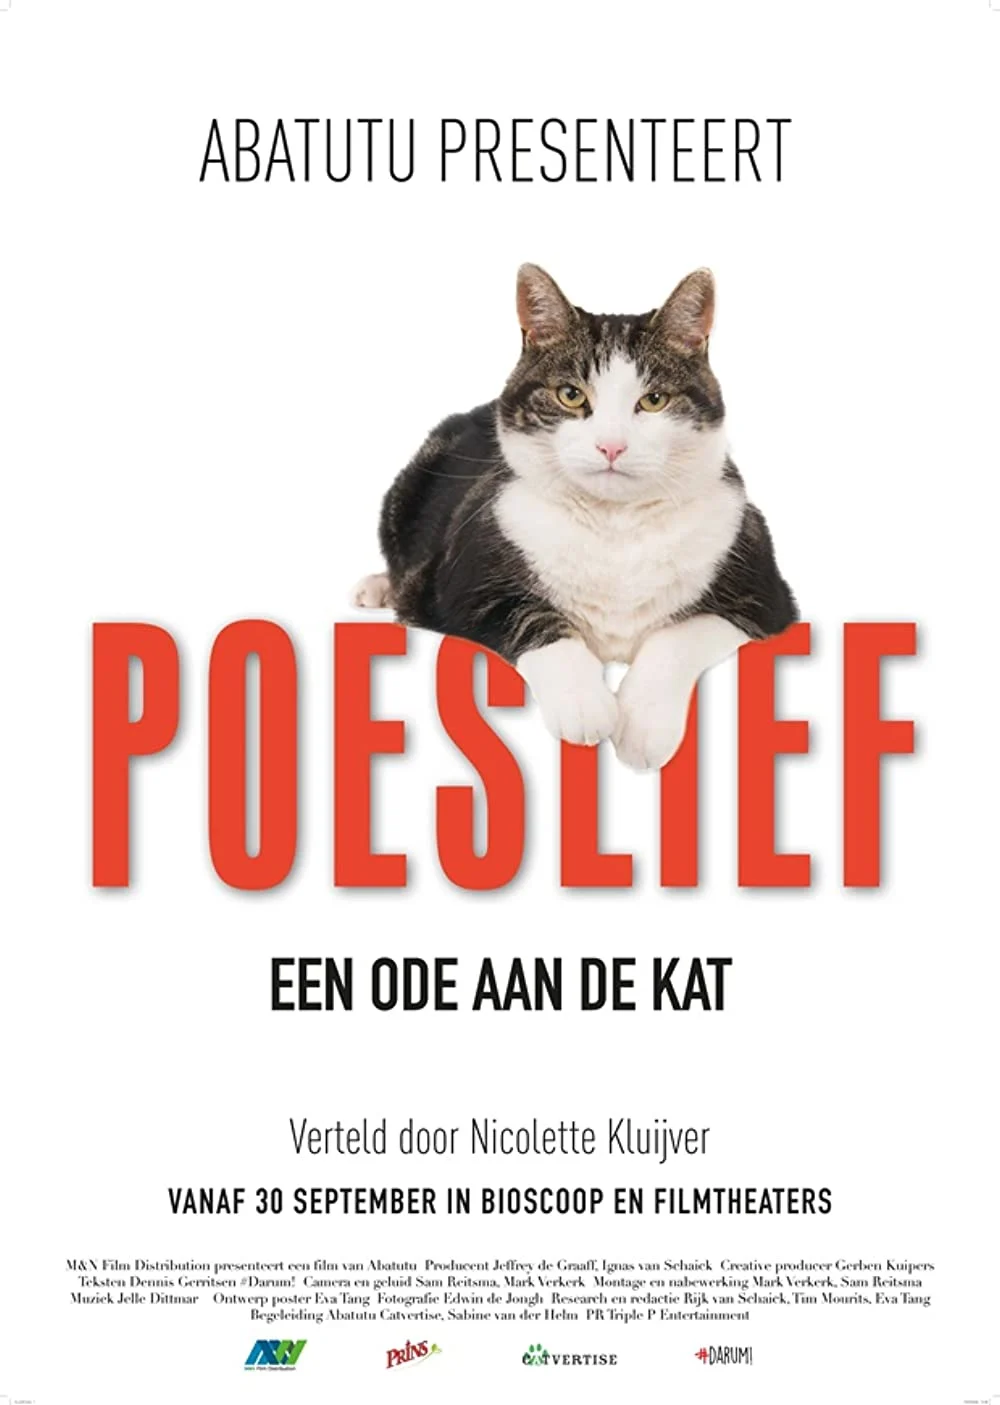 ABATUTU PRESENTEERT
POESLIEF
EEN ODE AAN DE KAT
Verteld door Nicolette Kluijver
VANAF 30 SEPTEMBER IN BIOSCOOP EN FILMTHEATERS
M&N Film Distribution presenteert een film van Abatutu Producent Jeffrey de Graaff, Ignas van Schaick Creative producer Gerben Kuipers
Teksten Dennis Gerritsen #Darum! Camera en geluid Sam Reitsma, Mark Verkerk Montage en nabewerking Mark Verkerk, Sam Reitsma
Muziek Jelle Dittmar Ontwerp poster Eva Tang Fotografie Edwin de Jongh Research en redactie Rijk van Schaick, Tim Mourits, Eva Tang
Begeleiding Abatutu Catvertise, Sabine van der Helm PR Triple P Entertainment
PRINS CATVERTISE #DARUM!
M&N Film Distribution